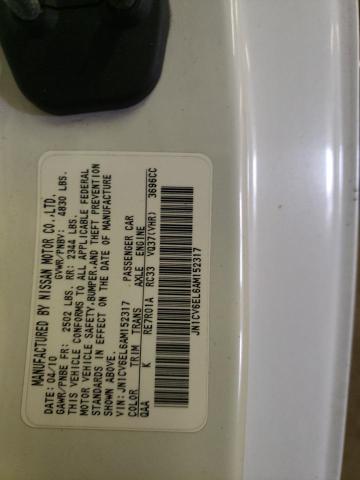 MANUFACTURED BY NISSAN MOTOR CO.,LTD.
DATE: 04/10 GVWR/PNBV: 4830 LBS.
GAWR/PNBE FR: 2502 LBS. RR: 2344 LBS.
THIS VEHICLE CONFORMS TO ALL APPLICABLE FEDERAL
MOTOR VEHICLE SAFETY,BUMPER,AND THEFT PREVENTION
STANDARDS IN EFFECT ON THE DATE OF MANUFACTURE
SHOWN ABOVE.
VIN: JN1CV6EL6AM152317 PASSENGER CAR
COLOR TRIM TRANS AXLE ENGINE
QAA K RE7R01A RC33 VQ37(VHR) 3696CC
JN1CV6EL6AM152317